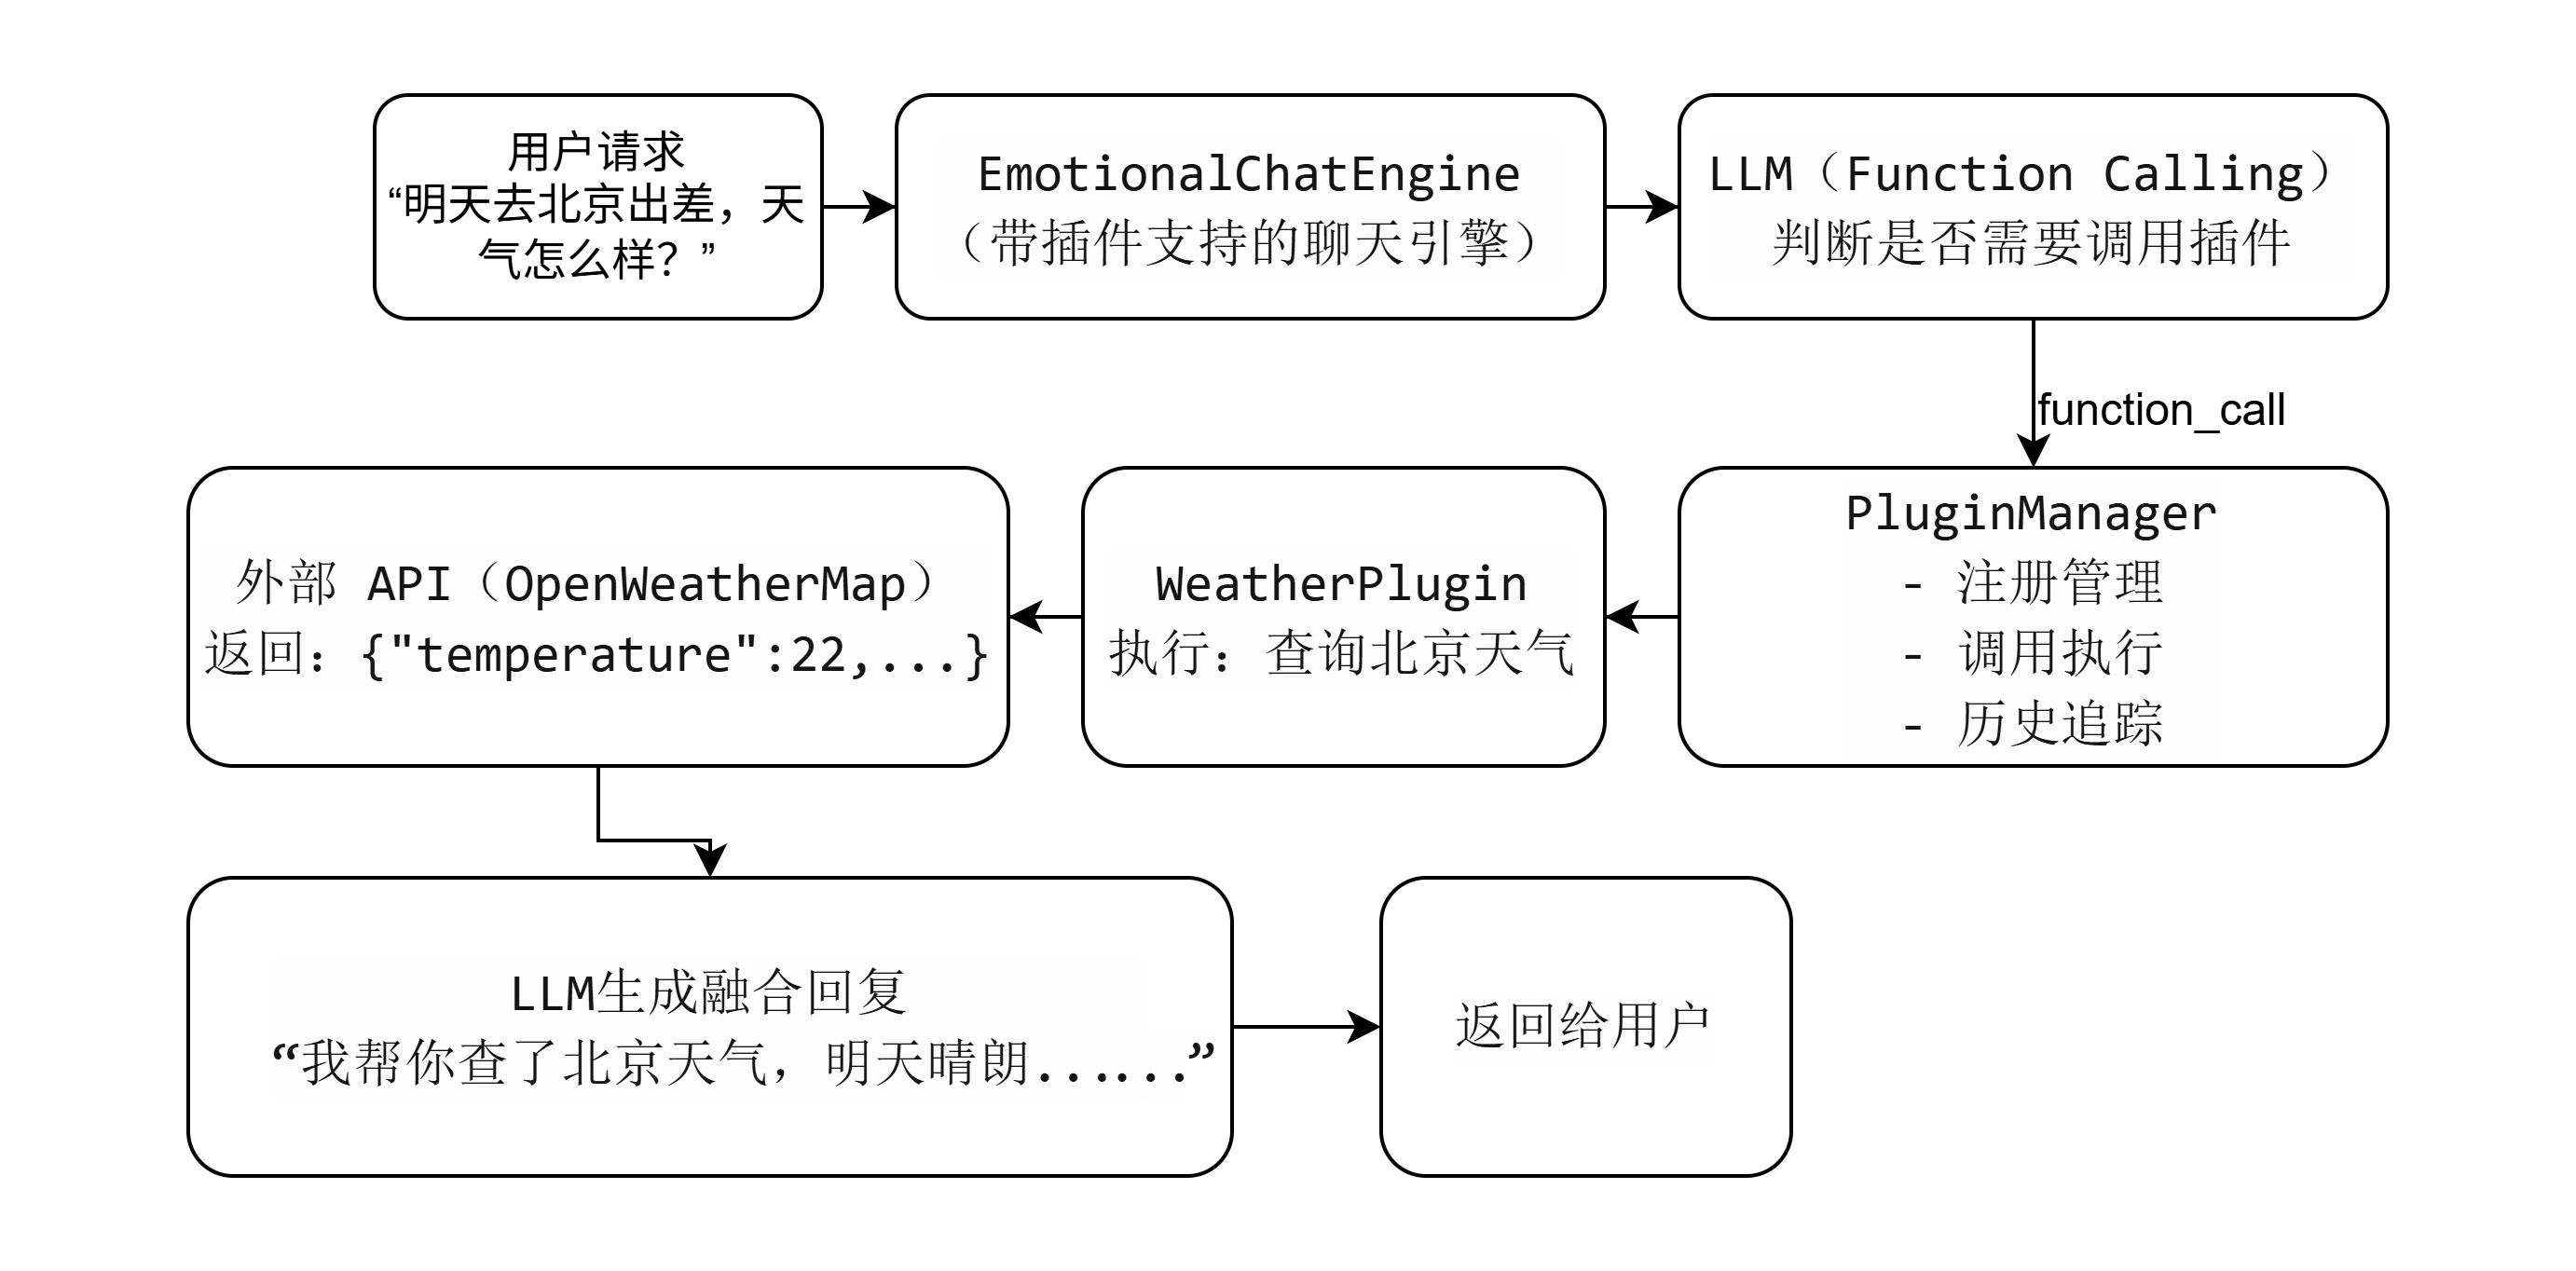 用户请求
“明天去北京出差，天
气怎么样？”
EmotionalChatEngine
（带插件支持的聊天引擎）
LLM（Function Calling）
判断是否需要调用插件
function_call
PluginManager
- 注册管理
- 调用执行
- 历史追踪
WeatherPlugin
执行：查询北京天气
外部 API（OpenWeatherMap）
返回：{"temperature":22,...}
LLM生成融合回复
“我帮你查了北京天气，明天晴朗......”
返回给用户